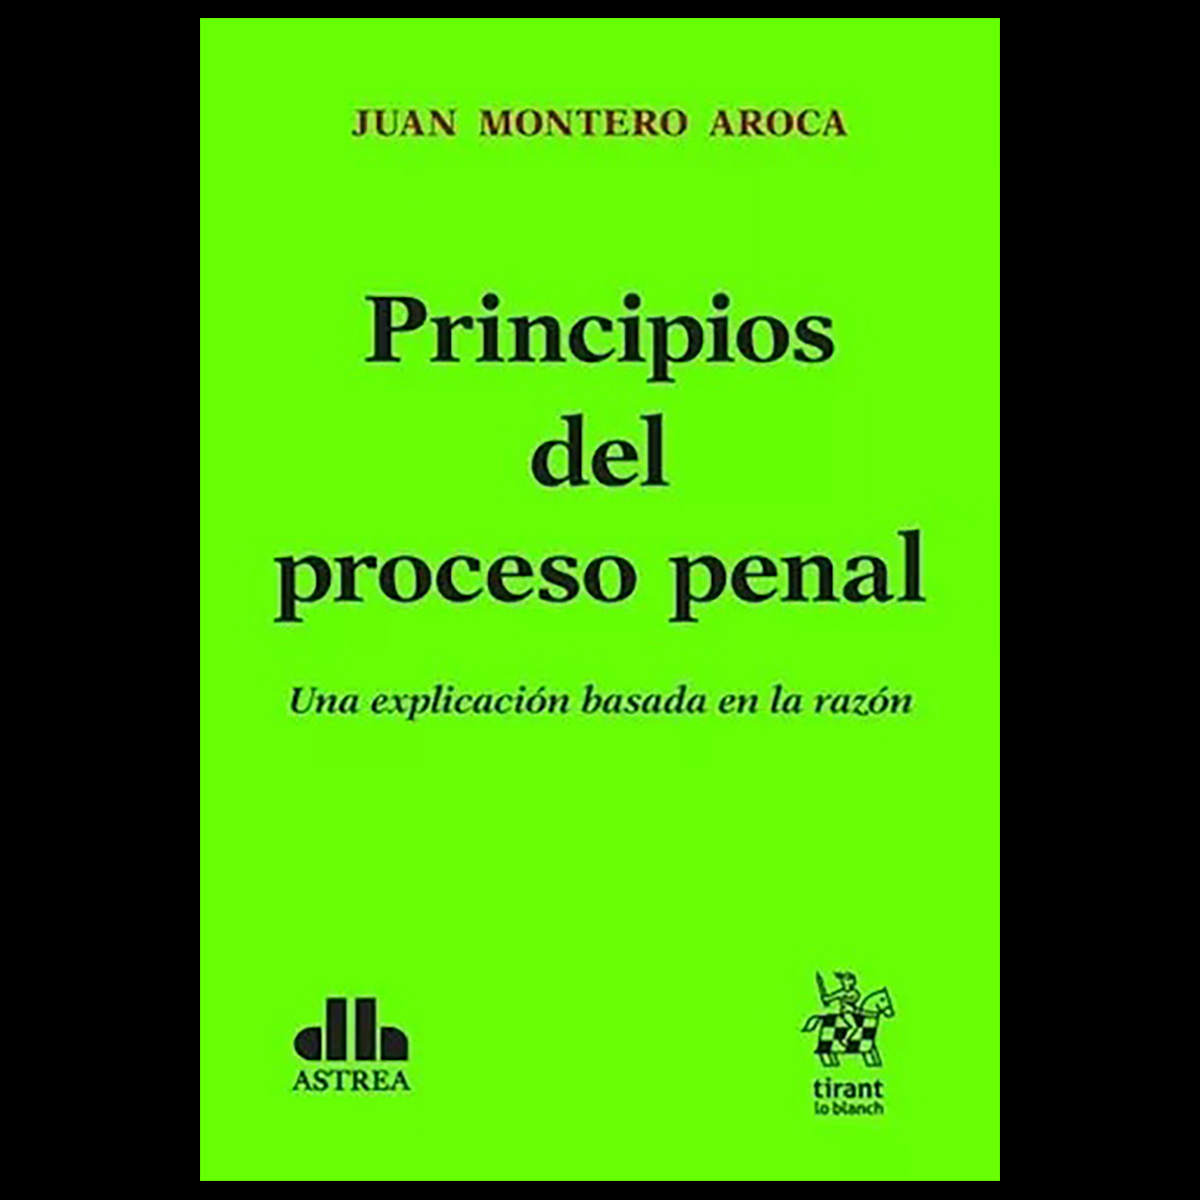 JUAN MONTERO AROCA
Principios
del
proceso penal
Una explicación basada en la razón
ASTREA
tirant
lo blanch